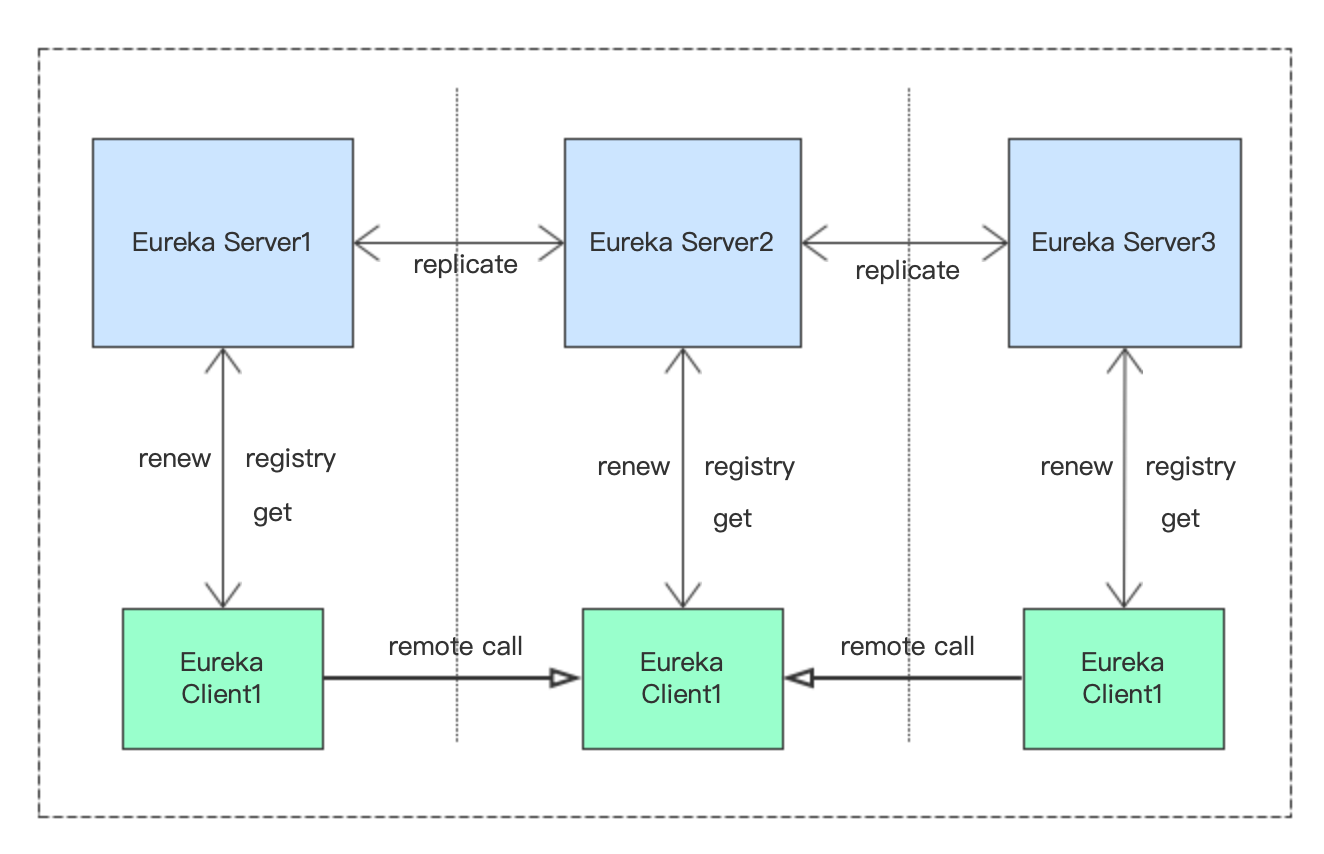 Eureka Server1
Eureka Server2
Eureka Server3
replicate
replicate
renew
registry
get
renew
registry
get
renew
registry
get
remote call
remote call
Eureka
Client1
Eureka
Client1
Eureka
Client1